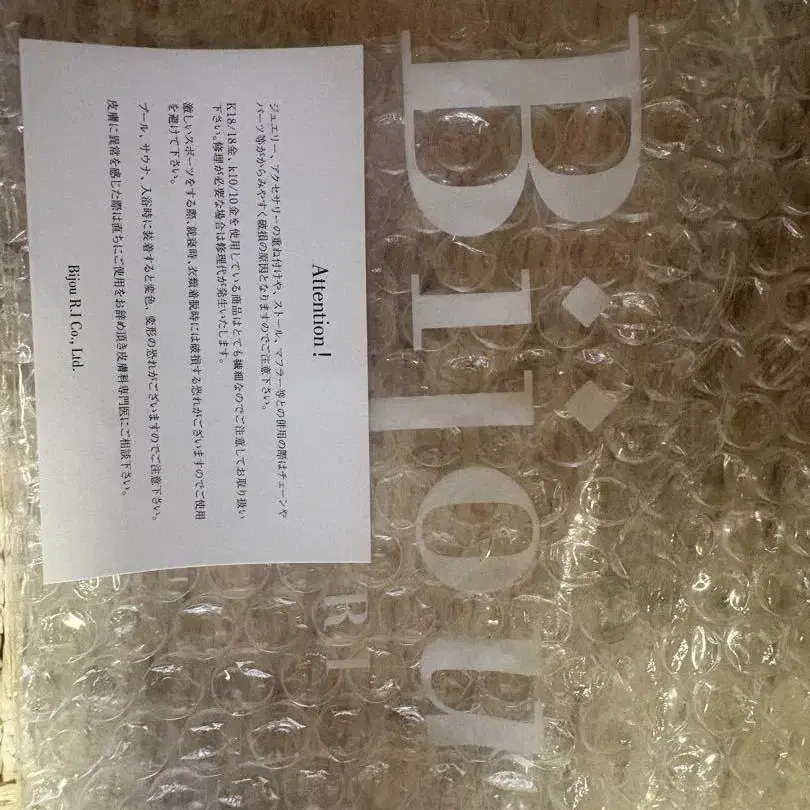 Bijou
R.I
Attention!
ジュエリー、アクセサリーの重ね付けや、ストール、マフラー等との併用の際はチェーンや
パーツ等がからみやすく破損の原因となりますのでご注意下さい。
K18/18金、k10/10金を使用している商品はとても繊細なのでご注意してお取り扱い
下さい。修理が必要な場合は修理代が発生いたします。
激しいスポーツをする際、就寝時、衣類着脱時には破損する恐れがございますのでご使用
を避けて下さい。
プール、サウナ、入浴時に装着すると変色、変形の恐れがございますのでご注意下さい。
皮膚に異常を感じた際は直ちにご使用をお辞め頂き皮膚科専門医にご相談下さい。
Bijou R.I Co., Ltd.